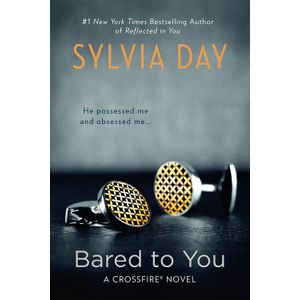 #1 New York Times Bestselling Author
of Reflected in You
SYLVIA DAY
He possessed me
and obsessed me...
Bared to You
A CROSSFIRE® NOVEL